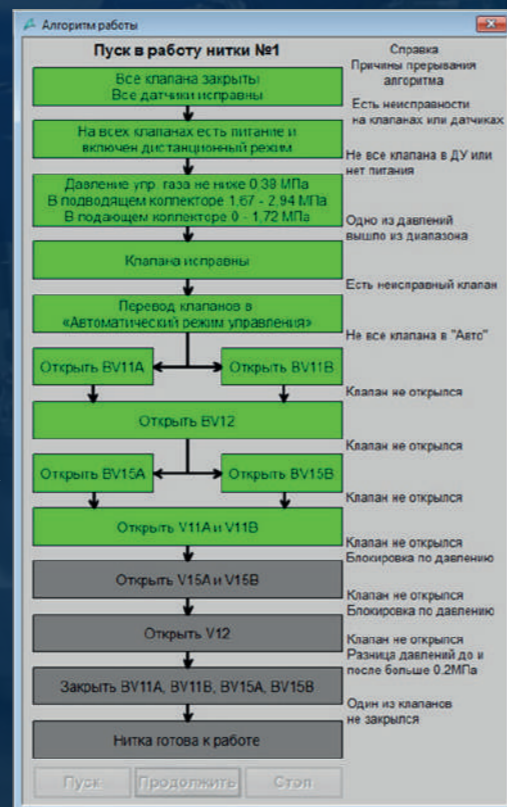 Алгоритм работы
Пуск в работу нитки №1
Справка
Причины прерывания
алгоритма
Все клапана закрыты
Все датчики исправны
Есть неисправности
на клапанах или датчиках
На всех клапанах есть питание и
включен дистанционный режим
Не все клапана в ДУ или
нет питания
Давление упр. газа не ниже 0,39 МПа
В подводящем коллекторе 1,67 - 2,94 МПа
В подающем коллекторе 0 - 1,72 МПа
Одно из давлений
вышло из диапазона
Клапана исправны
Есть неисправный клапан
Перевод клапанов в
«Автоматический режим управления»
Не все клапана в "Авто"
Открыть BV11A
Открыть BV11B
Клапан не открылся
Открыть BV12
Клапан не открылся
Открыть BV15A
Открыть BV15B
Клапан не открылся
Открыть V11A и V11B
Клапан не открылся
Блокировка по давлению
Открыть V15A и V15B
Клапан не открылся
Блокировка по давлению
Открыть V12
Клапан не открылся
Разница давлений до и
после больше 0.2МПа
Закрыть BV11A, BV11B, BV15A, BV15B
Один из клапанов
не закрылся
Нитка готова к работе
Пуск
Продолжить
Стоп